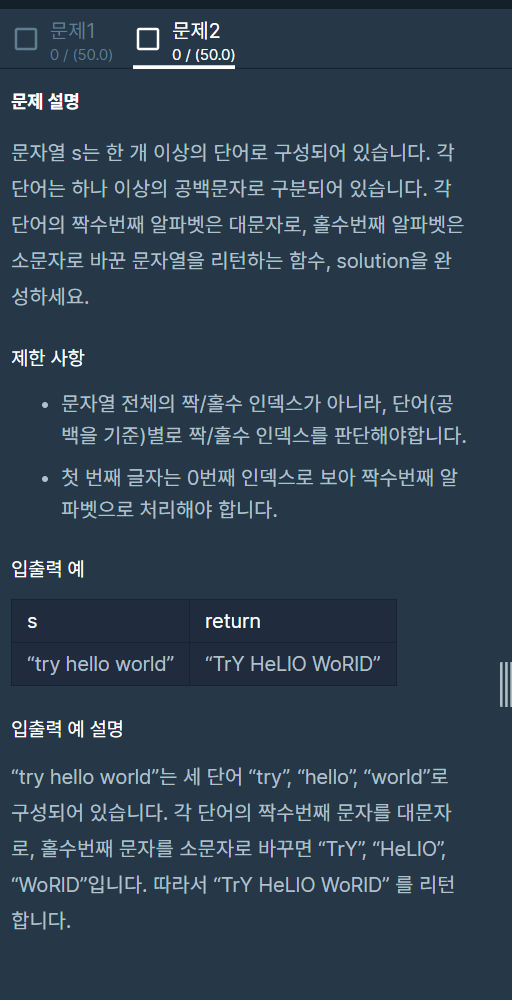 문제1
0 / (50.0)
문제2
0 / (50.0)
문제 설명
문자열 s는 한 개 이상의 단어로 구성되어 있습니다. 각
단어는 하나 이상의 공백문자로 구분되어 있습니다. 각
단어의 짝수번째 알파벳은 대문자로, 홀수번째 알파벳은
소문자로 바꾼 문자열을 리턴하는 함수, solution을 완
성하세요.
제한 사항
• 문자열 전체의 짝/홀수 인덱스가 아니라, 단어(공
백을 기준)별로 짝/홀수 인덱스를 판단해야합니다.
• 첫 번째 글자는 0번째 인덱스로 보아 짝수번째 알
파벳으로 처리해야 합니다.
입출력 예
s return
“try hello world” “TrY HeLlO WoRlD”
입출력 예 설명
“try hello world”는 세 단어 “try”, “hello”, “world”로
구성되어 있습니다. 각 단어의 짝수번째 문자를 대문자
로, 홀수번째 문자를 소문자로 바꾸면 “TrY”, “HeLlO”,
“WoRlD”입니다. 따라서 “TrY HeLlO WoRlD” 를 리턴
합니다.